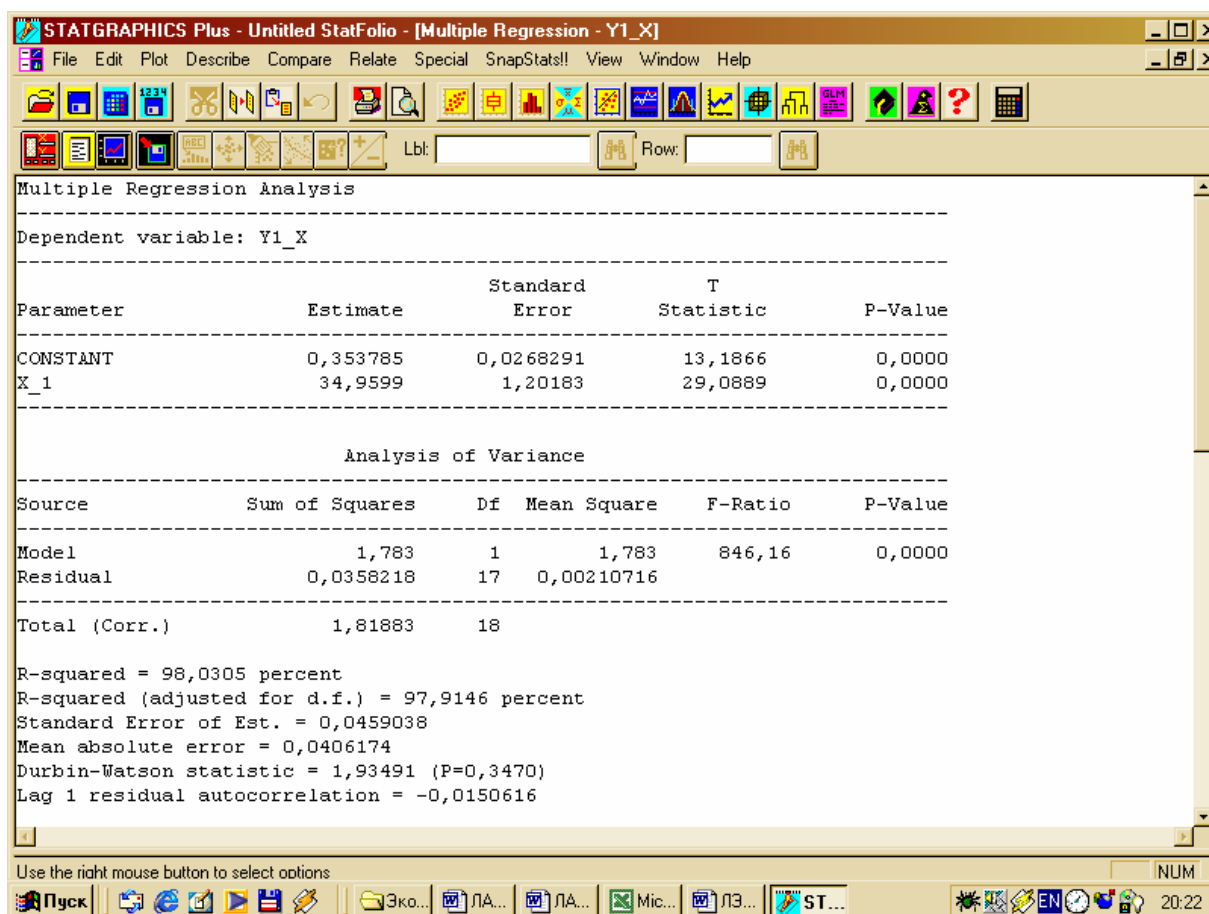 STATGRAPHICS Plus - Untitled StatFolio - [Multiple Regression - Y1_X]
File Edit Plot Describe Compare Relate Special SnapStats!! View Window Help
1234
GLM
ABC
Lbl: Row:
Multiple Regression Analysis
Dependent variable: Y1_X
Standard T
Parameter Estimate Error Statistic P-Value
CONSTANT 0,353785 0,0268291 13,1866 0,0000
X_1 34,9599 1,20183 29,0889 0,0000
Analysis of Variance
Source Sum of Squares Df Mean Square F-Ratio P-Value
Model 1,783 1 1,783 846,16 0,0000
Residual 0,0358218 17 0,00210716
Total (Corr.) 1,81883 18
R-squared = 98,0305 percent
R-squared (adjusted for d.f.) = 97,9146 percent
Standard Error of Est. = 0,0459038
Mean absolute error = 0,0406174
Durbin-Watson statistic = 1,93491 (P=0,3470)
Lag 1 residual autocorrelation = -0,0150616
Use the right mouse button to select options NUM
Пуск Эко... ЛА... ЛА... Mic... ЛЭ... ST... EN 20:22